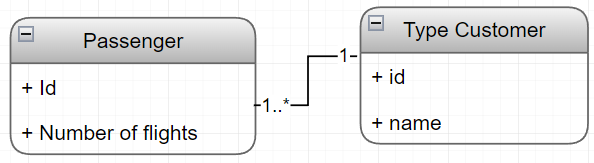 Passenger
+ Id
+ Number of flights
1..*
1
Type Customer
+ id
+ name